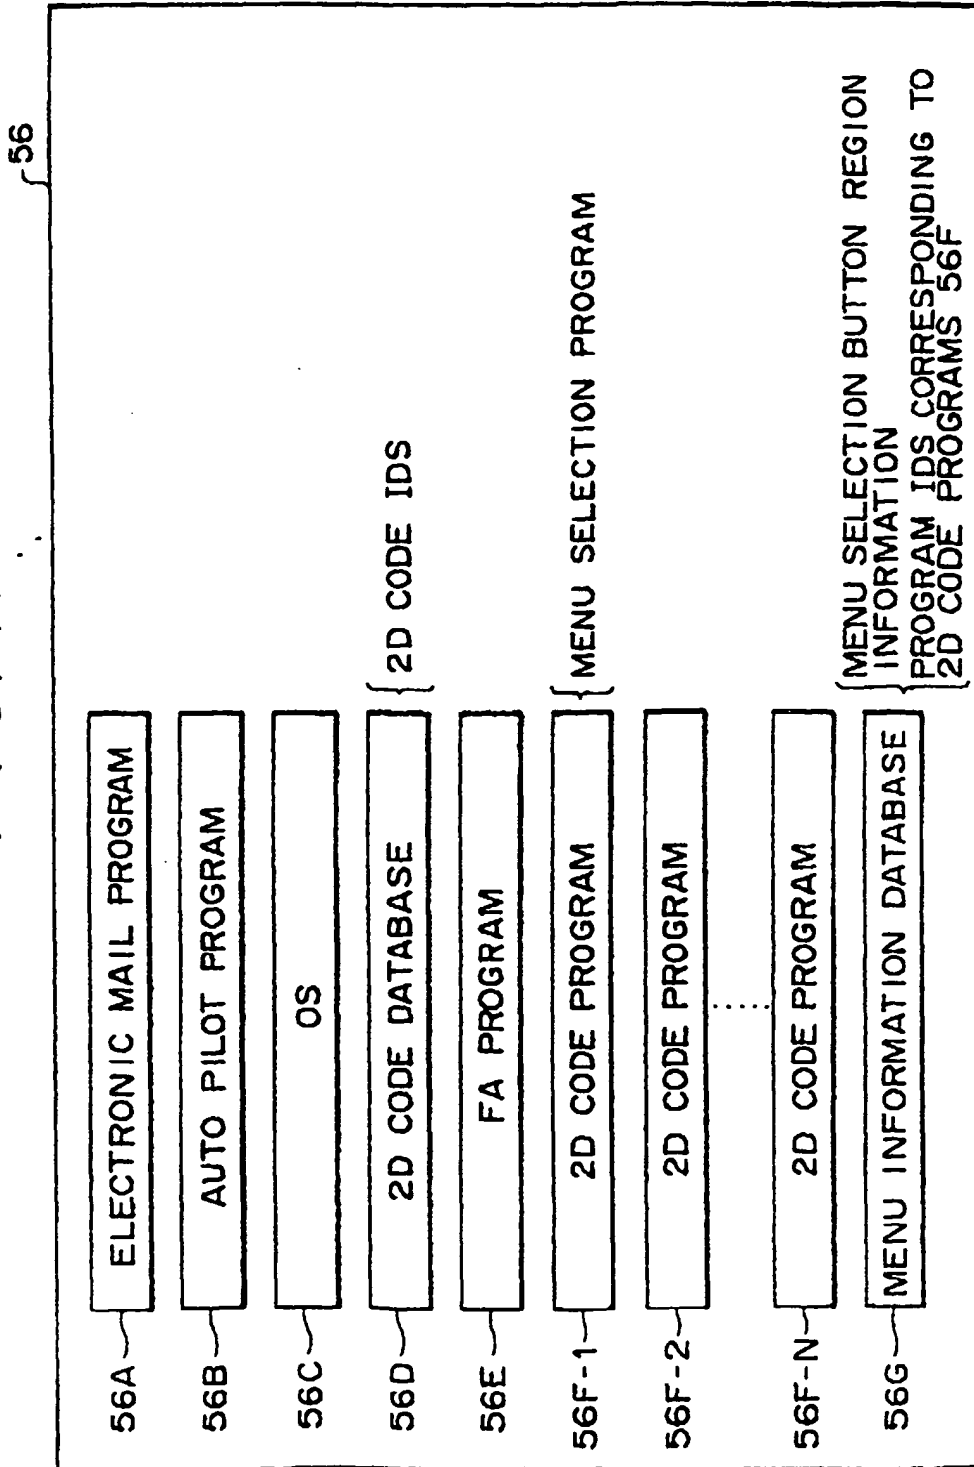 56
56A ELECTRONIC MAIL PROGRAM
56B AUTO PILOT PROGRAM
56C OS
56D 2D CODE DATABASE { 2D CODE IDS
56E FA PROGRAM
56F-1 2D CODE PROGRAM { MENU SELECTION PROGRAM
56F-2 2D CODE PROGRAM
56F-N 2D CODE PROGRAM
56G MENU INFORMATION DATABASE
MENU SELECTION BUTTON REGION
INFORMATION
PROGRAM IDS CORRESPONDING TO
2D CODE PROGRAMS 56F